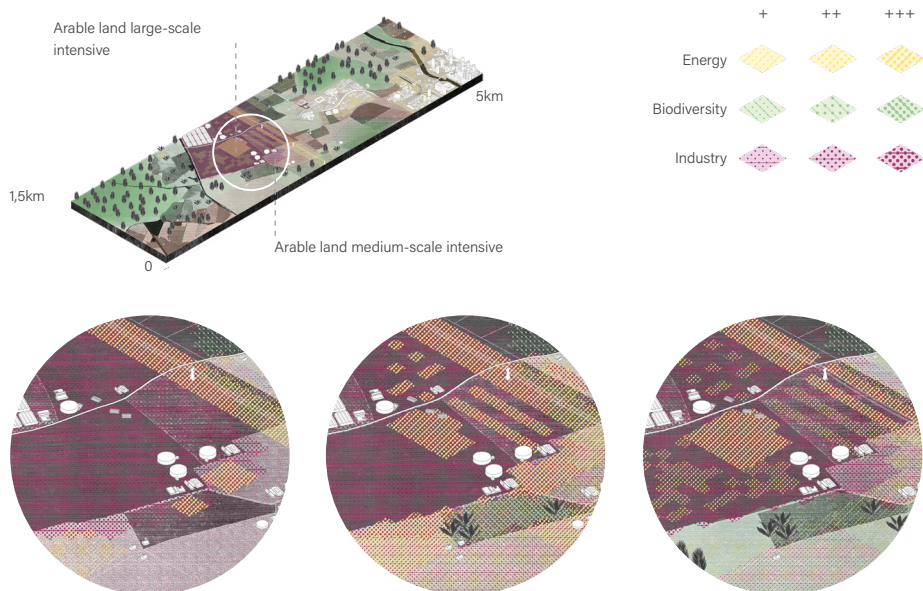 Arable land large-scale
intensive
5km
1,5km
Arable land medium-scale intensive
0
+ ++ +++
Energy
Biodiversity
Industry